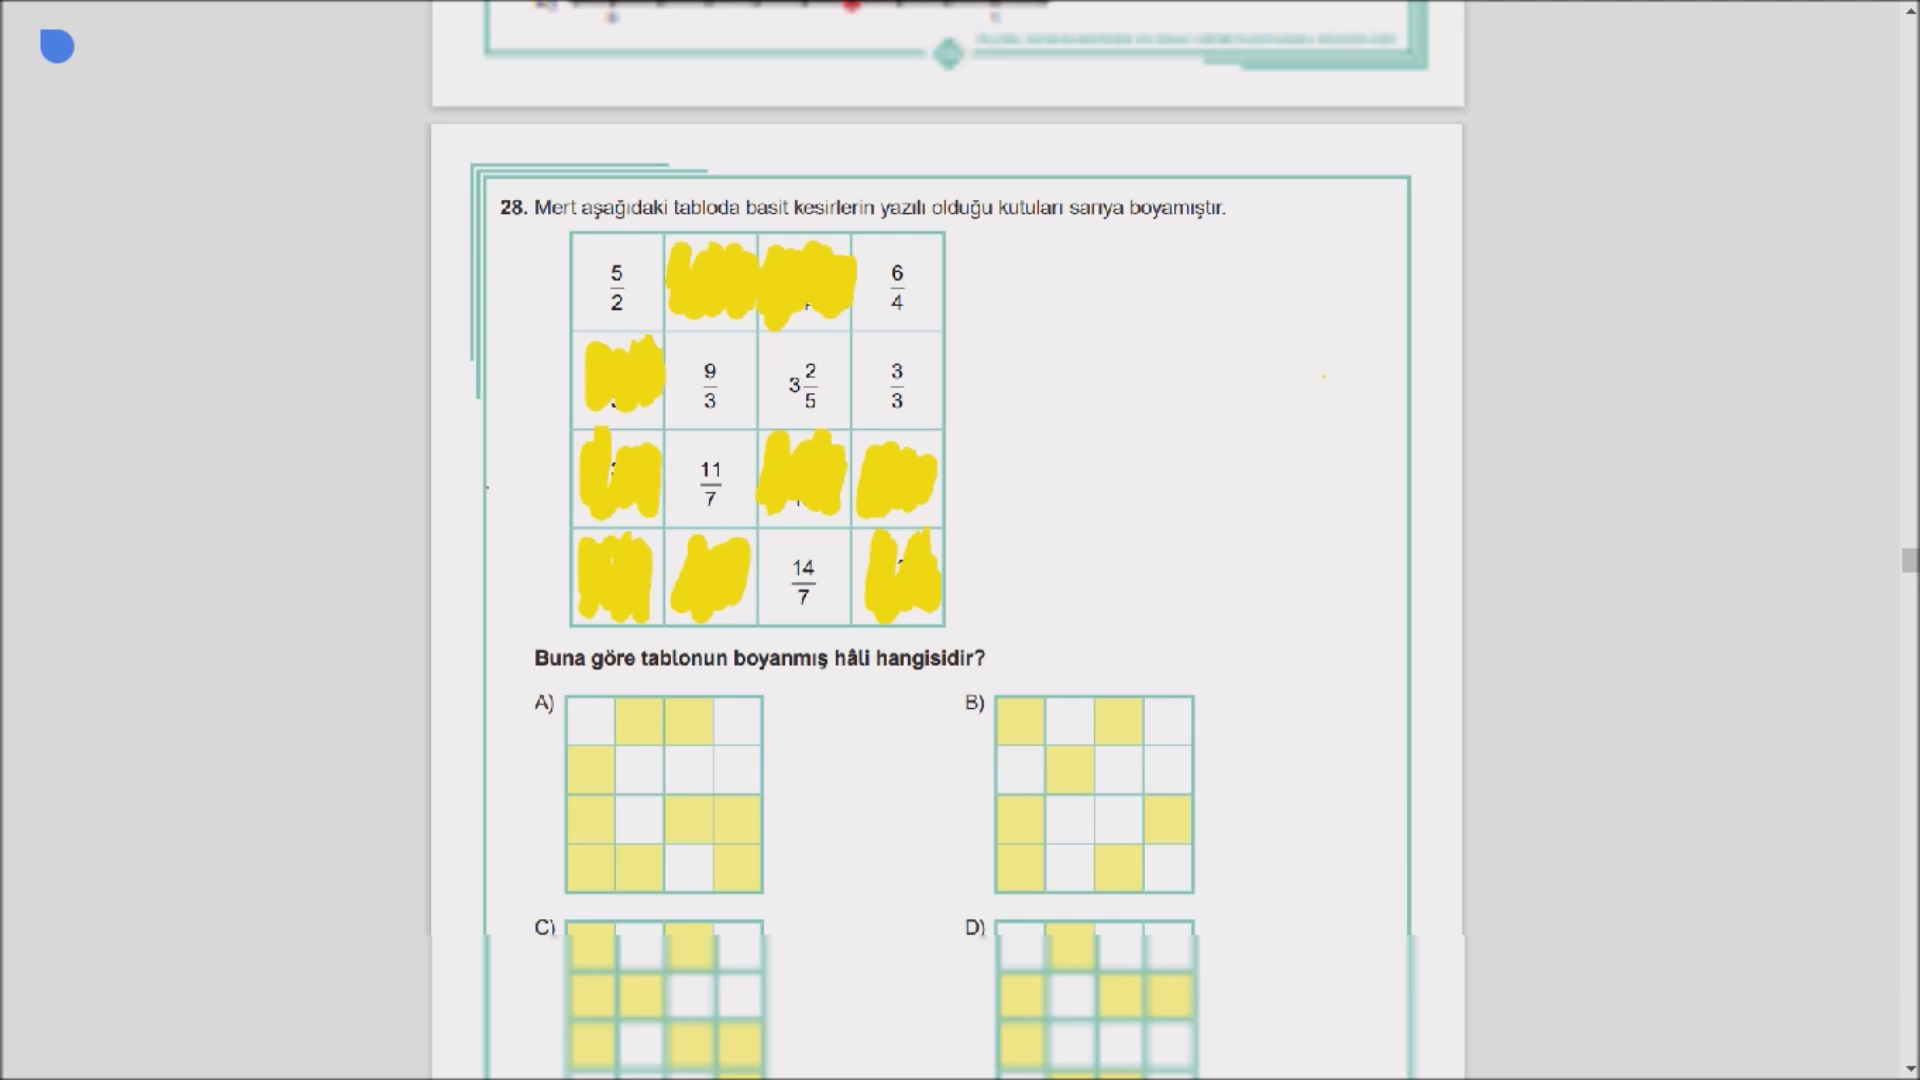 28. Mert aşağıdaki tabloda basit kesirlerin yazılı olduğu kutuları sarıya boyamıştır.
5/2 6/4
9/3 3 2/5 3/3
11/7
14/7
Buna göre tablonun boyanmış hâli hangisidir?
A) B)
C) D)